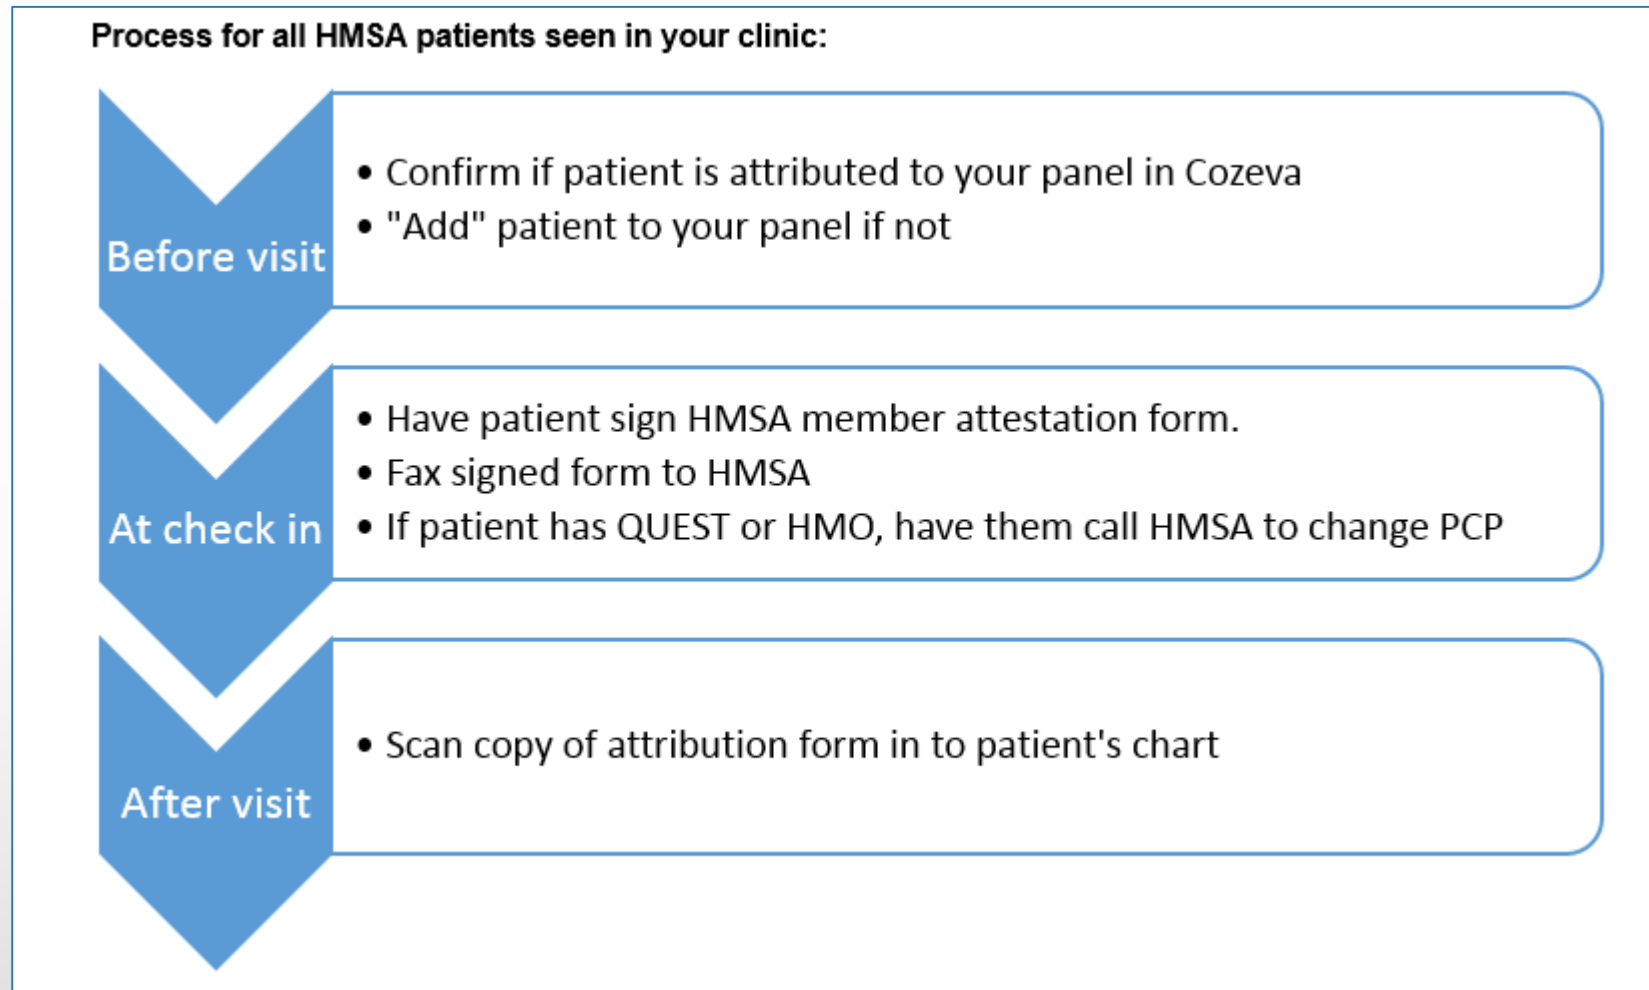 Process for all HMSA patients seen in your clinic:
Before visit
• Confirm if patient is attributed to your panel in Cozeva
• "Add" patient to your panel if not
At check in
• Have patient sign HMSA member attestation form.
• Fax signed form to HMSA
• If patient has QUEST or HMO, have them call HMSA to change PCP
After visit
• Scan copy of attribution form in to patient's chart